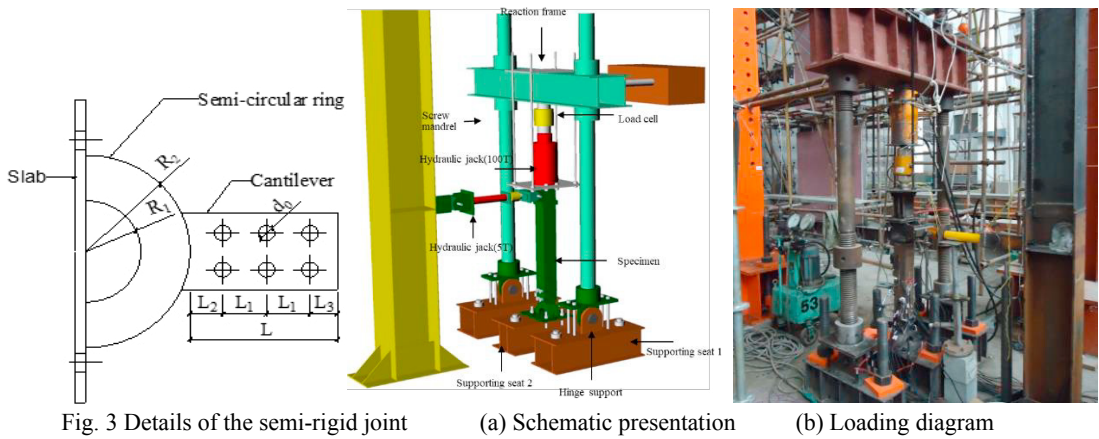 Semi-circular ring
Slab
R2
R1
Cantilever
d0
L2 L1 L1 L3
L
Reaction frame
Screw
mandrel
Load cell
Hydraulic jack(100T)
Hydraulic jack(5T)
Specimen
Supporting seat 1
Supporting seat 2
Hinge support
53
Fig. 3 Details of the semi-rigid joint
(a) Schematic presentation
(b) Loading diagram